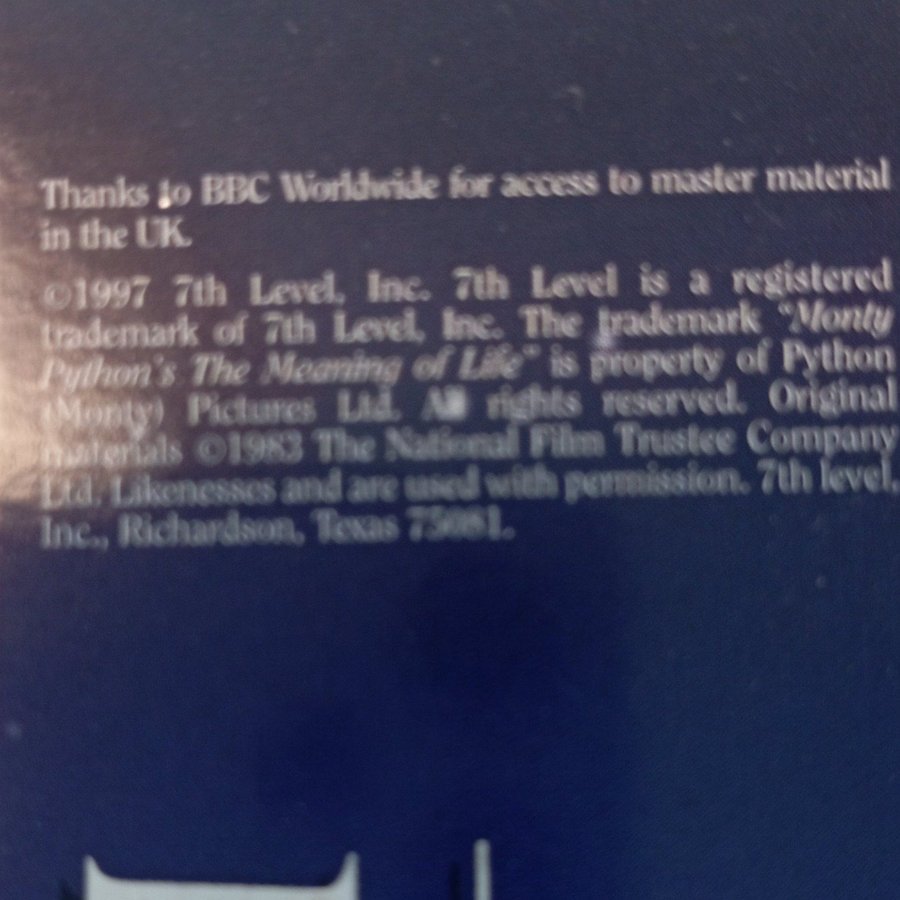 Thanks to BBC Worldwide for access to master material
in the UK.
©1997 7th Level, Inc. 7th Level is a registered
trademark of 7th Level, Inc. The trademark "Monty
Python's The Meaning of Life" is property of Python
(Monty) Pictures Ltd. All rights reserved. Original
materials ©1983 The National Film Trustee Company
Ltd. Likenesses and are used with permission. 7th level,
Inc., Richardson, Texas 75081.